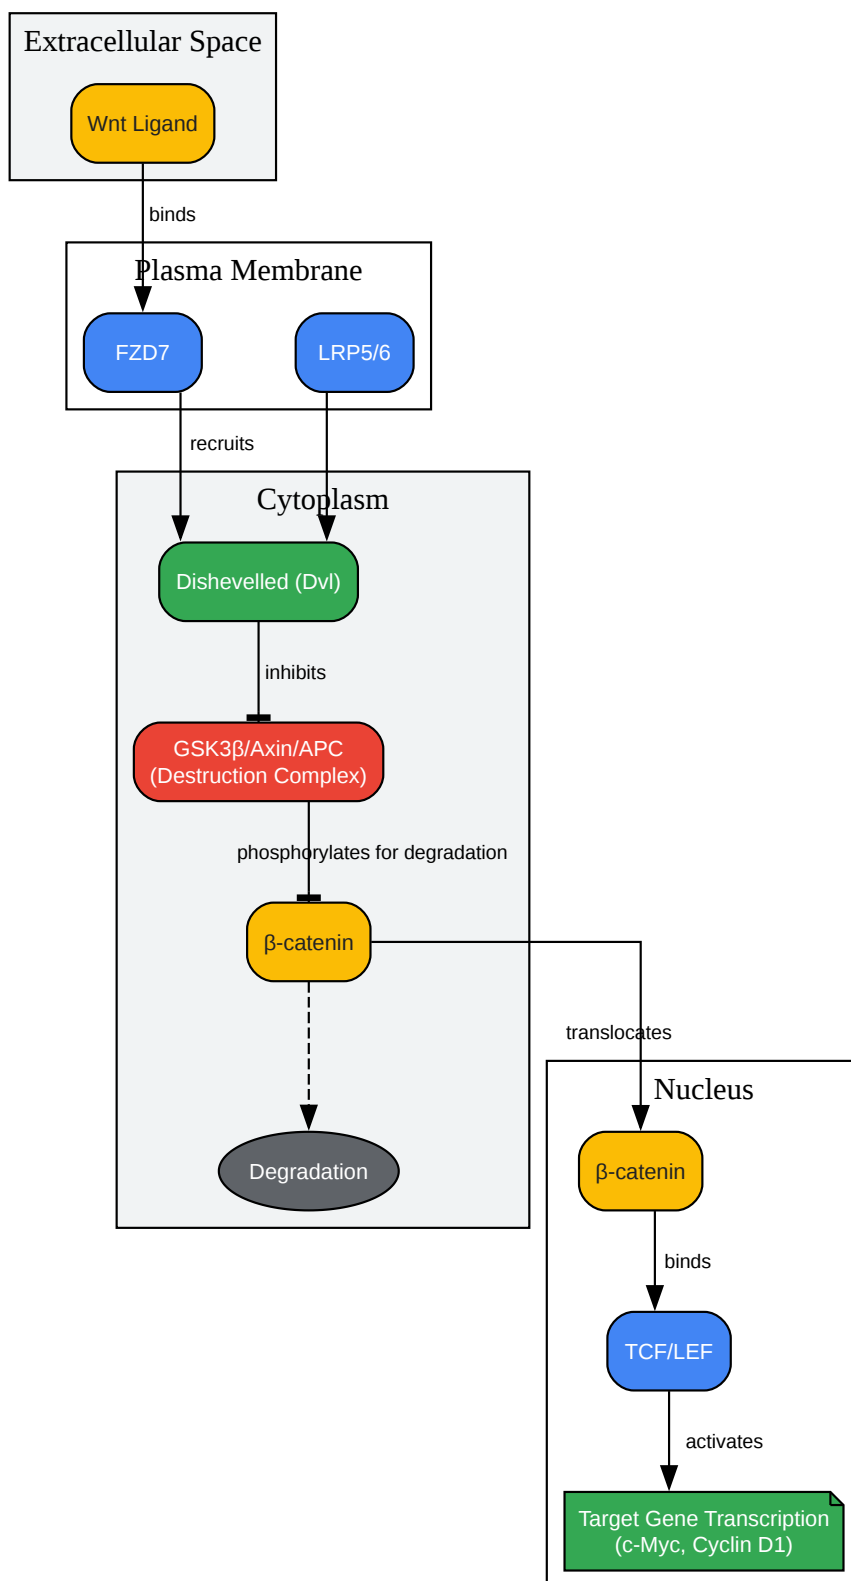 Extracellular Space
Wnt Ligand
binds
Plasma Membrane
FZD7
LRP5/6
recruits
Cytoplasm
Dishevelled (Dvl)
inhibits
GSK3β/Axin/APC
(Destruction Complex)
phosphorylates for degradation
β-catenin
translocates
Nucleus
Degradation
β-catenin
binds
TCF/LEF
activates
Target Gene Transcription
(c-Myc, Cyclin D1)